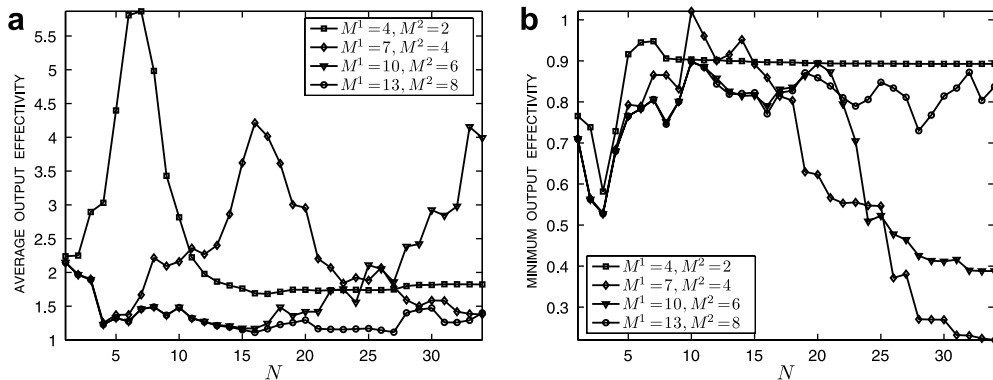 a
AVERAGE OUTPUT EFFECTIVITY
5.5
5
4.5
4
3.5
3
2.5
2
1.5
1
5 10 15 20 25 30
N
M¹=4, M²=2
M¹=7, M²=4
M¹=10, M²=6
M¹=13, M²=8
b
MINIMUM OUTPUT EFFECTIVITY
1
0.9
0.8
0.7
0.6
0.5
0.4
0.3
5 10 15 20 25 30
N
M¹=4, M²=2
M¹=7, M²=4
M¹=10, M²=6
M¹=13, M²=8